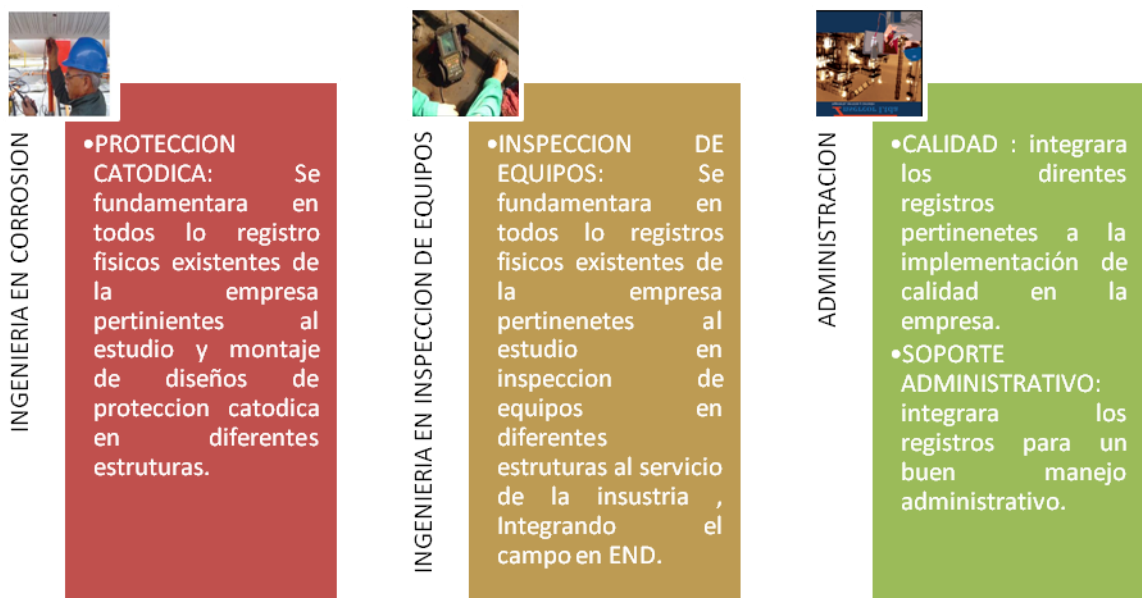 INGENIERIA EN CORROSION
•PROTECCION
CATODICA: Se
fundamentara en
todos lo registro
fisicos existentes de
la empresa
pertinientes al
estudio y montaje
de diseños de
proteccion catodica
en diferentes
estruturas.
INGENIERIA EN INSPECCION DE EQUIPOS
•INSPECCION DE
EQUIPOS: Se
fundamentara en
todos lo registros
fisicos existentes de
la empresa
pertinenetes al
estudio en
inspeccion de
equipos en
diferentes
estruturas al servicio
de la insustria ,
Integrando el
campo en END.
ADMINISTRACION
•CALIDAD : integrara
los direntes
registros
pertinenetes a la
implementación de
calidad en la
empresa.
•SOPORTE
ADMINISTRATIVO:
integrara los
registros para un
buen manejo
administrativo.